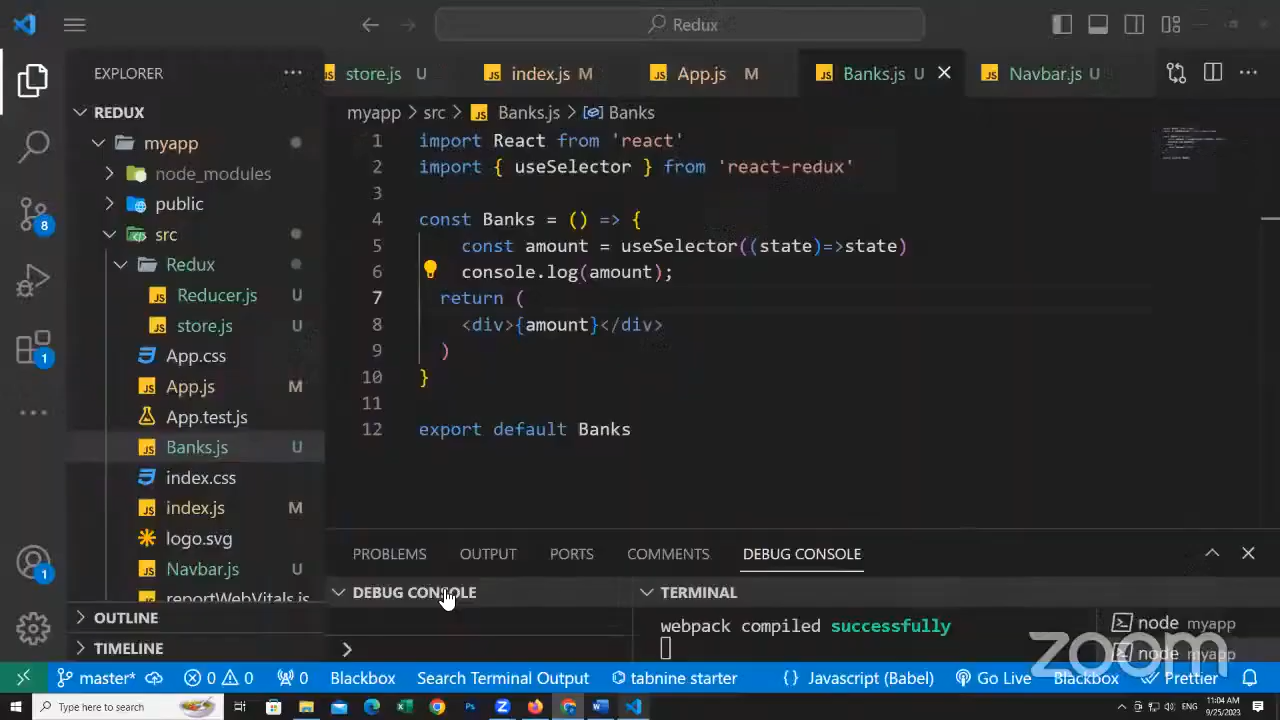 Redux
EXPLORER
store.js U
index.js M
App.js M
Banks.js U
Navbar.js U
REDUX
myapp > src > Banks.js > Banks
myapp
node_modules
public
src
Redux
Reducer.js U
store.js U
App.css
App.js M
App.test.js
Banks.js U
index.css
index.js M
logo.svg
Navbar.js U
reportWebVitals.js
OUTLINE
TIMELINE
8
1
1
1 import React from 'react'
2 import { useSelector } from 'react-redux'
3
4 const Banks = () => {
5 const amount = useSelector((state)=>state)
6 console.log(amount);
7 return (
8 <div>{amount}</div>
9 )
10 }
11
12 export default Banks
PROBLEMS OUTPUT PORTS COMMENTS DEBUG CONSOLE
DEBUG CONSOLE
TERMINAL
webpack compiled successfully
node myapp
node myapp
zoom
master* 0 0 0 Blackbox Search Terminal Output tabnine starter {} JavaScript (Babel) Go Live Blackbox Prettier
Type here to search
11:04 AM
9/25/2023